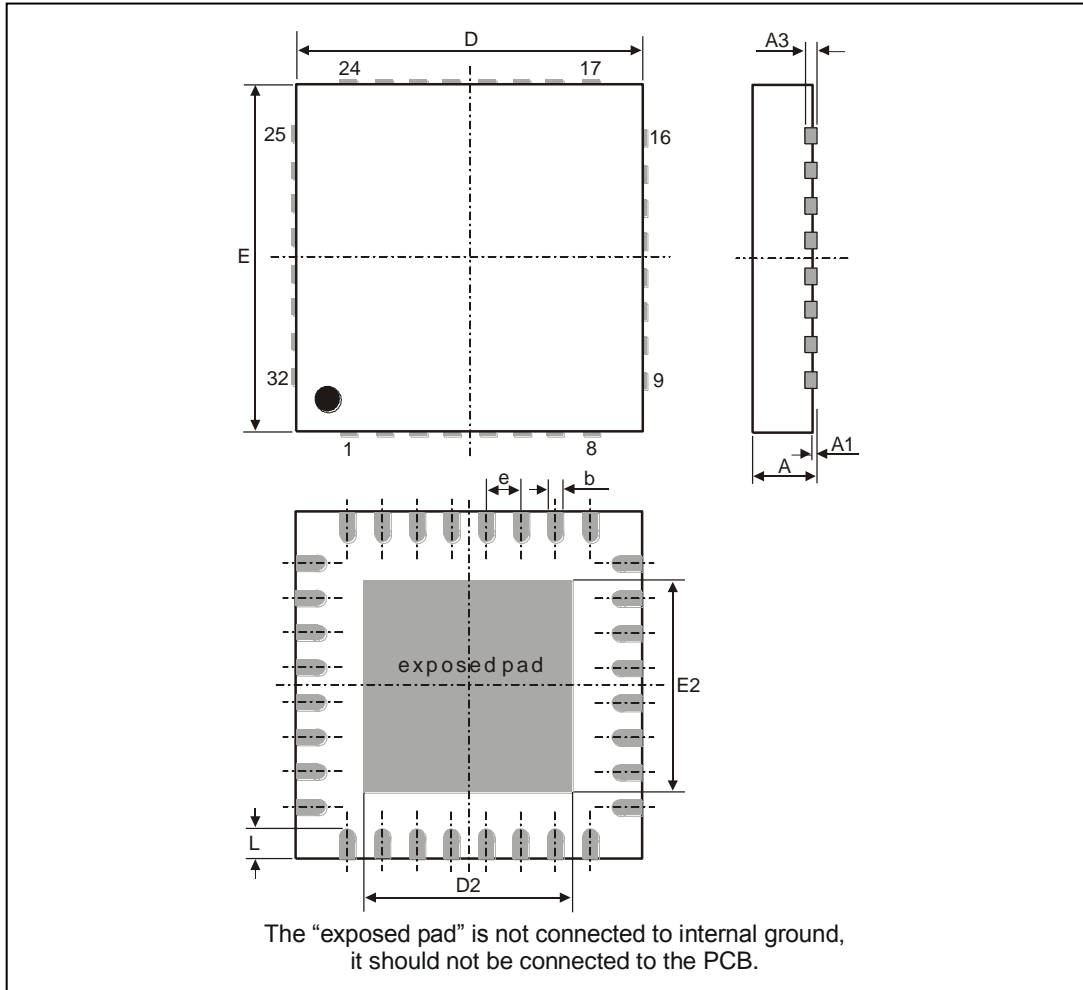 D
A3
24
17
25
16
E
32
9
1
8
A1
A
e
b
exposed pad
E2
L
D2
The “exposed pad” is not connected to internal ground,
it should not be connected to the PCB.